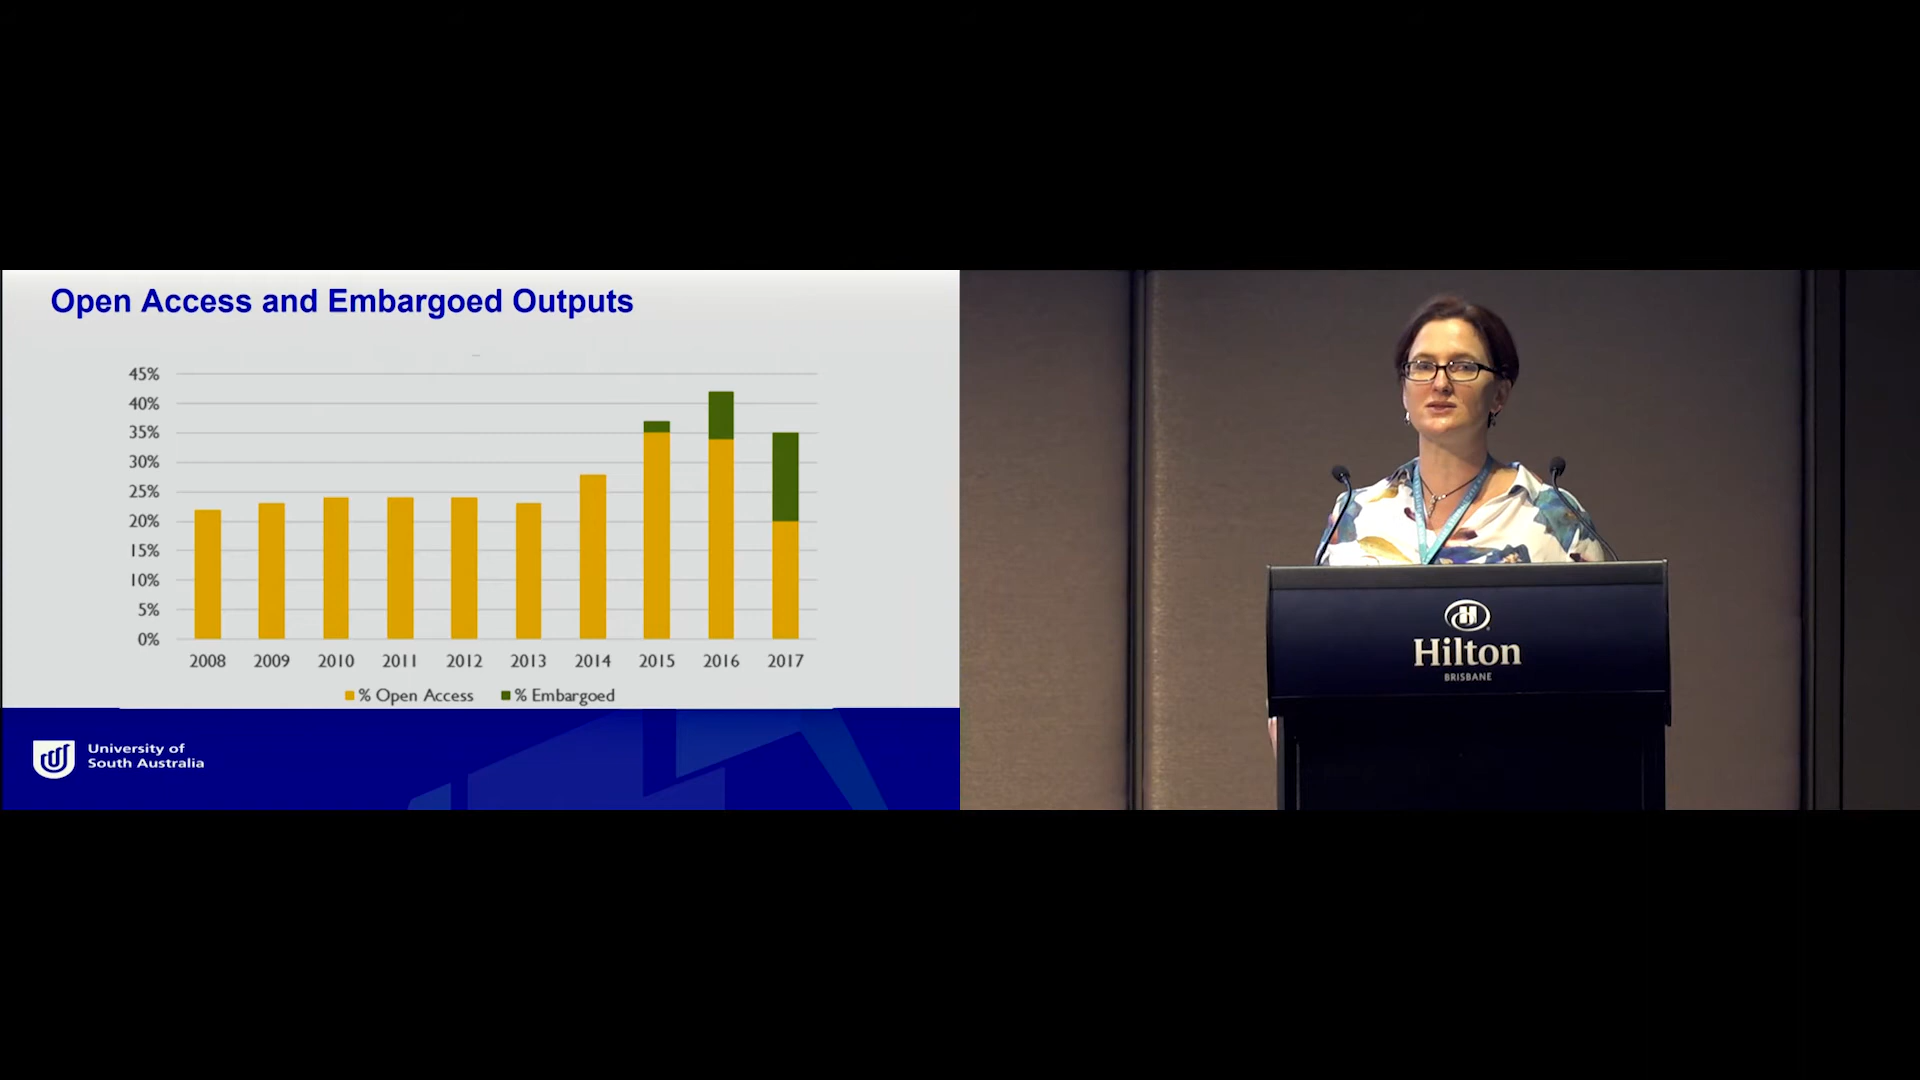 Open Access and Embargoed Outputs
45%
40%
35%
30%
25%
20%
15%
10%
5%
0%
2008 2009 2010 2011 2012 2013 2014 2015 2016 2017
% Open Access % Embargoed
University of
South Australia
H
Hilton
BRISBANE